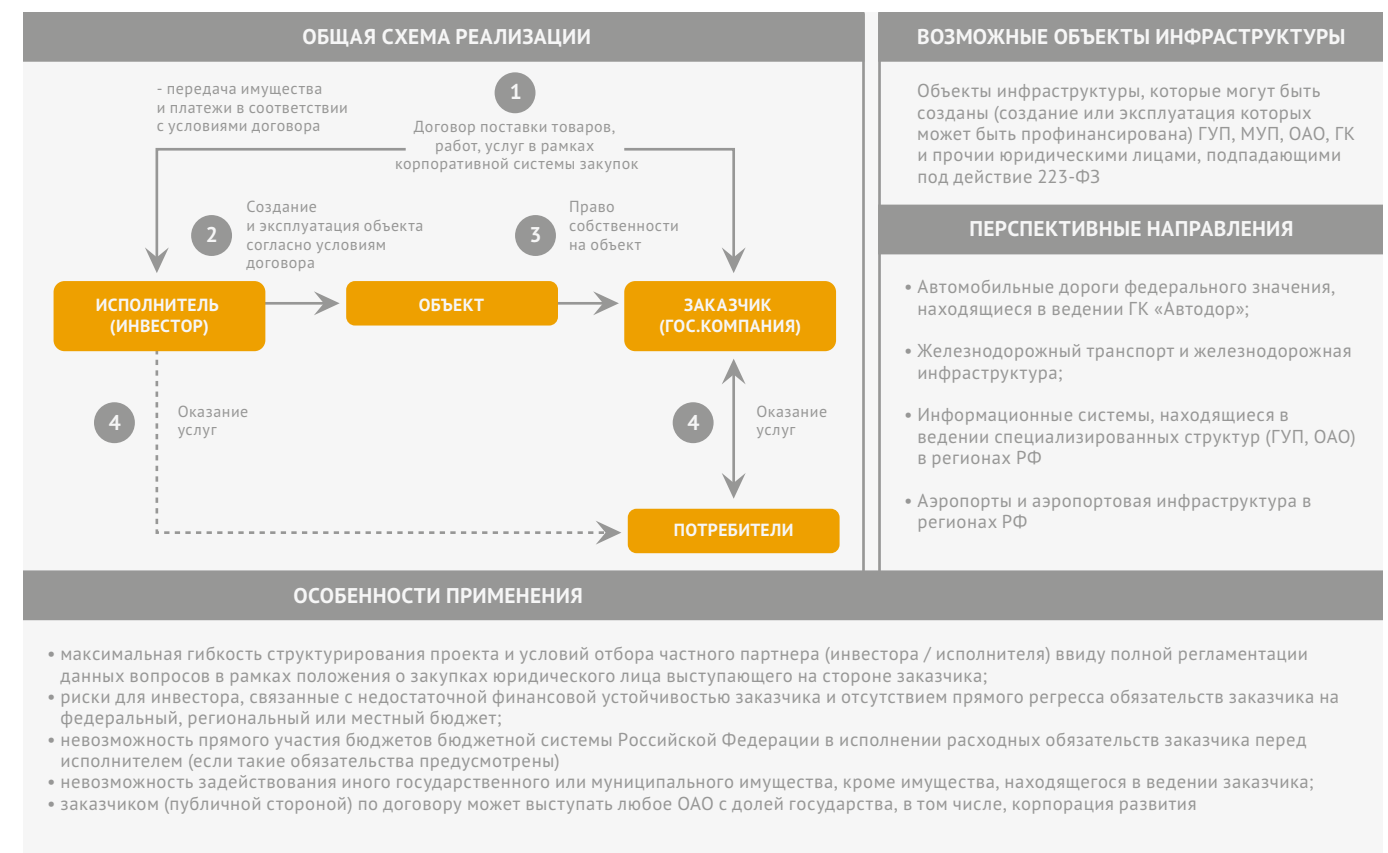 ОБЩАЯ СХЕМА РЕАЛИЗАЦИИ
- передача имущества
и платежи в соответствии
с условиями договора
1
Договор поставки товаров,
работ, услуг в рамках
корпоративной системы закупок
2
Создание
и эксплуатация объекта
согласно условиям
договора
3
Право
собственности
на объект
ИСПОЛНИТЕЛЬ
(ИНВЕСТОР)
ОБЪЕКТ
ЗАКАЗЧИК
(ГОС.КОМПАНИЯ)
4
Оказание
услуг
4
Оказание
услуг
ПОТРЕБИТЕЛИ
ВОЗМОЖНЫЕ ОБЪЕКТЫ ИНФРАСТРУКТУРЫ
Объекты инфраструктуры, которые могут быть
созданы (создание или эксплуатация которых
может быть профинансирована) ГУП, МУП, ОАО, ГК
и прочии юридическими лицами, подпадающими
под действие 223-ФЗ
ПЕРСПЕКТИВНЫЕ НАПРАВЛЕНИЯ
• Автомобильные дороги федерального значения,
находящиеся в ведении ГК «Автодор»;
• Железнодорожный транспорт и железнодорожная
инфраструктура;
• Информационные системы, находящиеся в
ведении специализированных структур (ГУП, ОАО)
в регионах РФ
• Аэропорты и аэропортовая инфраструктура в
регионах РФ
ОСОБЕННОСТИ ПРИМЕНЕНИЯ
• максимальная гибкость структурирования проекта и условий отбора частного партнера (инвестора / исполнителя) ввиду полной регламентации
данных вопросов в рамках положения о закупках юридического лица выступающего на стороне заказчика;
• риски для инвестора, связанные с недостаточной финансовой устойчивостью заказчика и отсутствием прямого регресса обязательств заказчика на
федеральный, региональный или местный бюджет;
• невозможность прямого участия бюджетов бюджетной системы Российской Федерации в исполнении расходных обязательств заказчика перед
исполнителем (если такие обязательства предусмотрены)
• невозможность задействования иного государственного или муниципального имущества, кроме имущества, находящегося в ведении заказчика;
• заказчиком (публичной стороной) по договору может выступать любое ОАО с долей государства, в том числе, корпорация развития